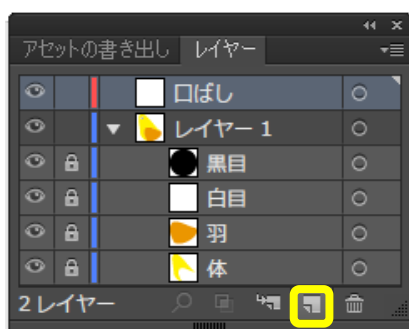 アセットの書き出し レイヤー
口ばし
レイヤー 1
黒目
白目
羽
体
2 レイヤー